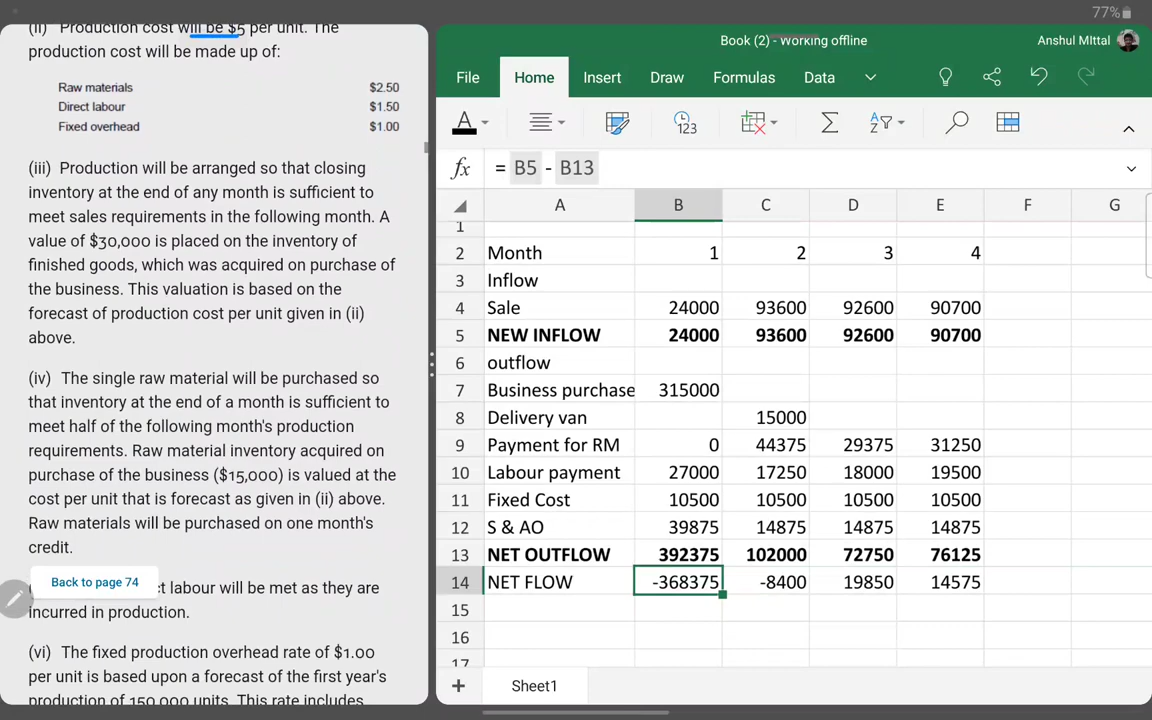 77%
(ii) Production cost will be $5 per unit. The
production cost will be made up of:
Raw materials $2.50
Direct labour $1.50
Fixed overhead $1.00
(iii) Production will be arranged so that closing
inventory at the end of any month is sufficient to
meet sales requirements in the following month. A
value of $30,000 is placed on the inventory of
finished goods, which was acquired on purchase of
the business. This valuation is based on the
forecast of production cost per unit given in (ii)
above.
(iv) The single raw material will be purchased so
that inventory at the end of a month is sufficient to
meet half of the following month's production
requirements. Raw material inventory acquired on
purchase of the business ($15,000) is valued at the
cost per unit that is forecast as given in (ii) above.
Raw materials will be purchased on one month's
credit.
Back to page 74
t labour will be met as they are
incurred in production.
(vi) The fixed production overhead rate of $1.00
per unit is based upon a forecast of the first year's
production of 150,000 units. This rate includes
Book (2) - Working offline
Anshul MIttal
File Home Insert Draw Formulas Data
A 123
fx = B5 - B13
A B C D E F G
1
2 Month 1 2 3 4
3 Inflow
4 Sale 24000 93600 92600 90700
5 NEW INFLOW 24000 93600 92600 90700
6 outflow
7 Business purchase 315000
8 Delivery van 15000
9 Payment for RM 0 44375 29375 31250
10 Labour payment 27000 17250 18000 19500
11 Fixed Cost 10500 10500 10500 10500
12 S & AO 39875 14875 14875 14875
13 NET OUTFLOW 392375 102000 72750 76125
14 NET FLOW -368375 -8400 19850 14575
15
16
17
+ Sheet1